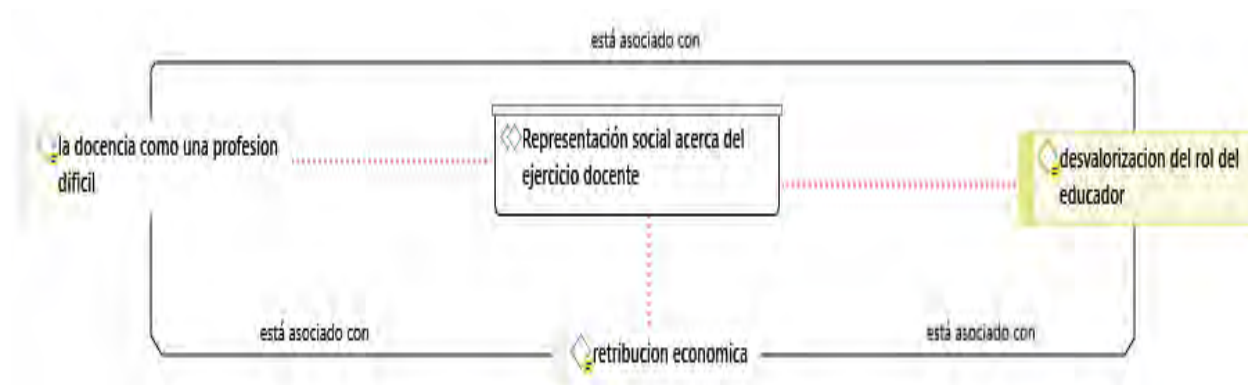 está asociado con
la docencia como una profesion
dificil
Representación social acerca del
ejercicio docente
desvalorizacion del rol del
educador
está asociado con
está asociado con
retribucion economica